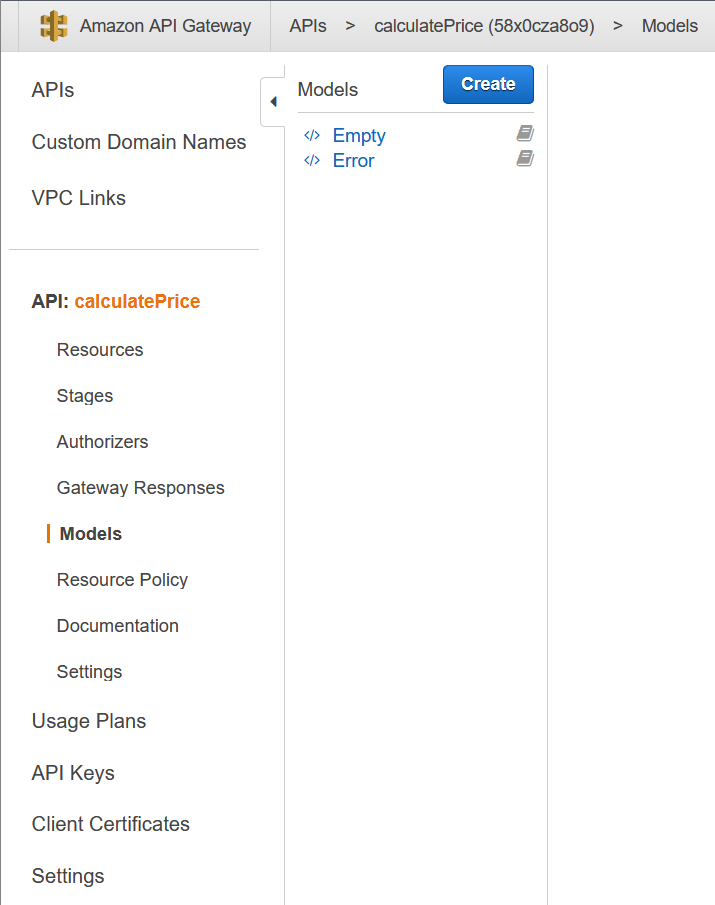 Amazon API Gateway APIs > calculatePrice (58x0cza8o9) > Models
APIs
Custom Domain Names
VPC Links
API: calculatePrice
Resources
Stages
Authorizers
Gateway Responses
Models
Resource Policy
Documentation
Settings
Usage Plans
API Keys
Client Certificates
Settings
Models Create
</> Empty
</> Error